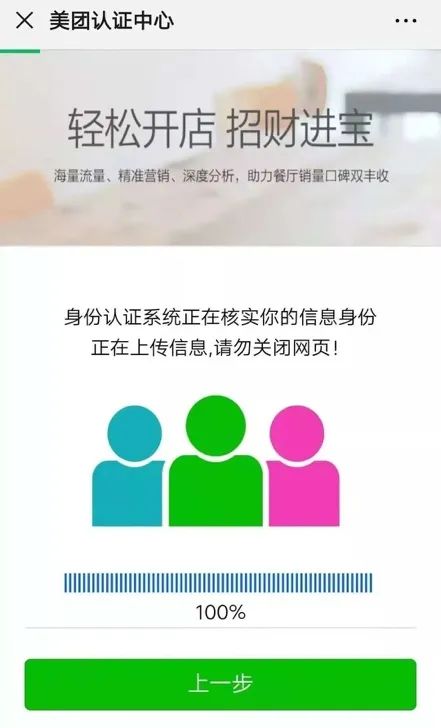 美团认证中心
轻松开店 招财进宝
海量流量、精准营销、深度分析，助力餐厅销量口碑双丰收
身份认证系统正在核实你的信息身份
正在上传信息,请勿关闭网页！
100%
上一步